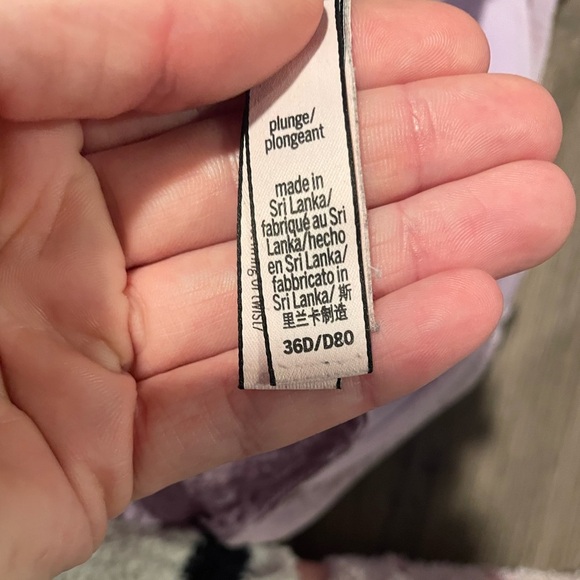 plunge/
plongeant
made in
Sri Lanka/
fabriqué au Sri
Lanka/hecho
en Sri Lanka/
fabbricato in
Sri Lanka/ 斯
里兰卡制造
36D/D80